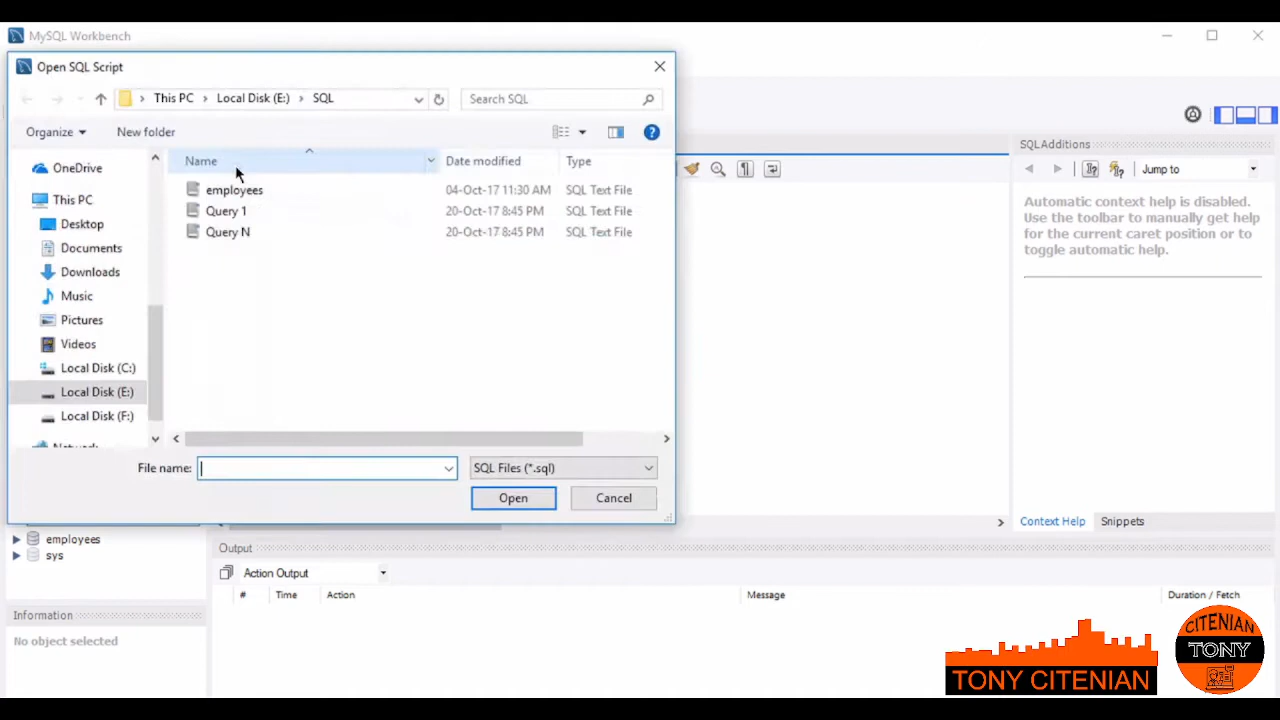 MySQL Workbench
Open SQL Script
This PC > Local Disk (E:) > SQL
Search SQL
Organize
New folder
Name Date modified Type
employees 04-Oct-17 11:30 AM SQL Text File
Query 1 20-Oct-17 8:45 PM SQL Text File
Query N 20-Oct-17 8:45 PM SQL Text File
OneDrive
This PC
Desktop
Documents
Downloads
Music
Pictures
Videos
Local Disk (C:)
Local Disk (E:)
Local Disk (F:)
Network
File name:
SQL Files (*.sql)
Open
Cancel
SQLAdditions
Jump to
Automatic context help is disabled.
Use the toolbar to manually get help
for the current caret position or to
toggle automatic help.
Context Help Snippets
employees
sys
Information
No object selected
Output
Action Output
# Time Action Message Duration / Fetch
TONY CITENIAN
CITENIAN
TONY